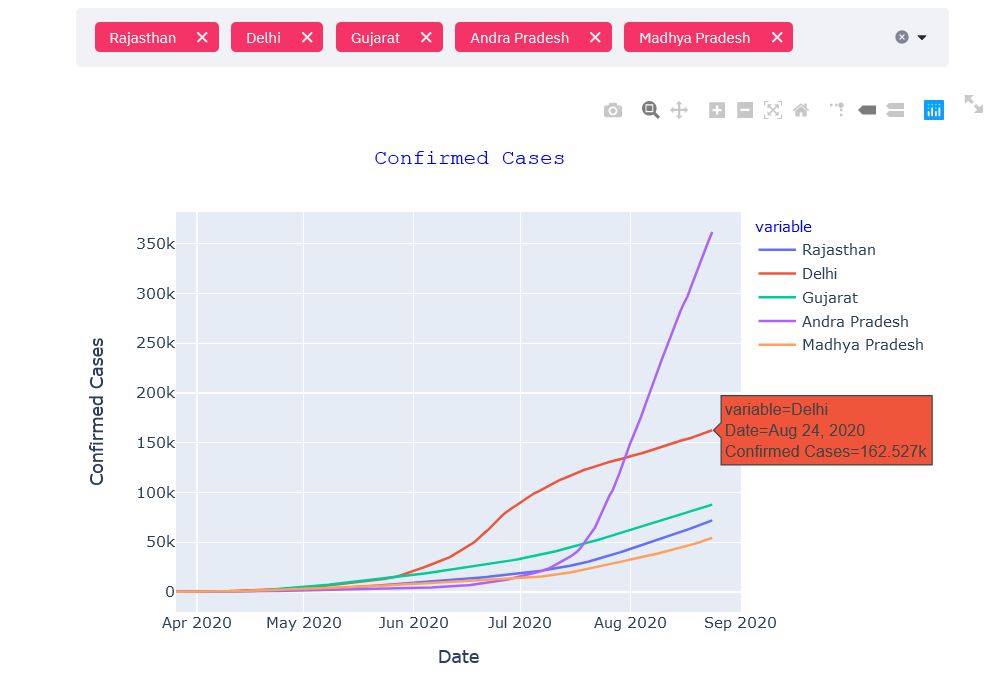 Rajasthan Delhi Gujarat Andra Pradesh Madhya Pradesh
Confirmed Cases
variable
Rajasthan
Delhi
Gujarat
Andra Pradesh
Madhya Pradesh
350k
300k
250k
200k
150k
100k
50k
0
Confirmed Cases
variable=Delhi
Date=Aug 24, 2020
Confirmed Cases=162.527k
Apr 2020 May 2020 Jun 2020 Jul 2020 Aug 2020 Sep 2020
Date